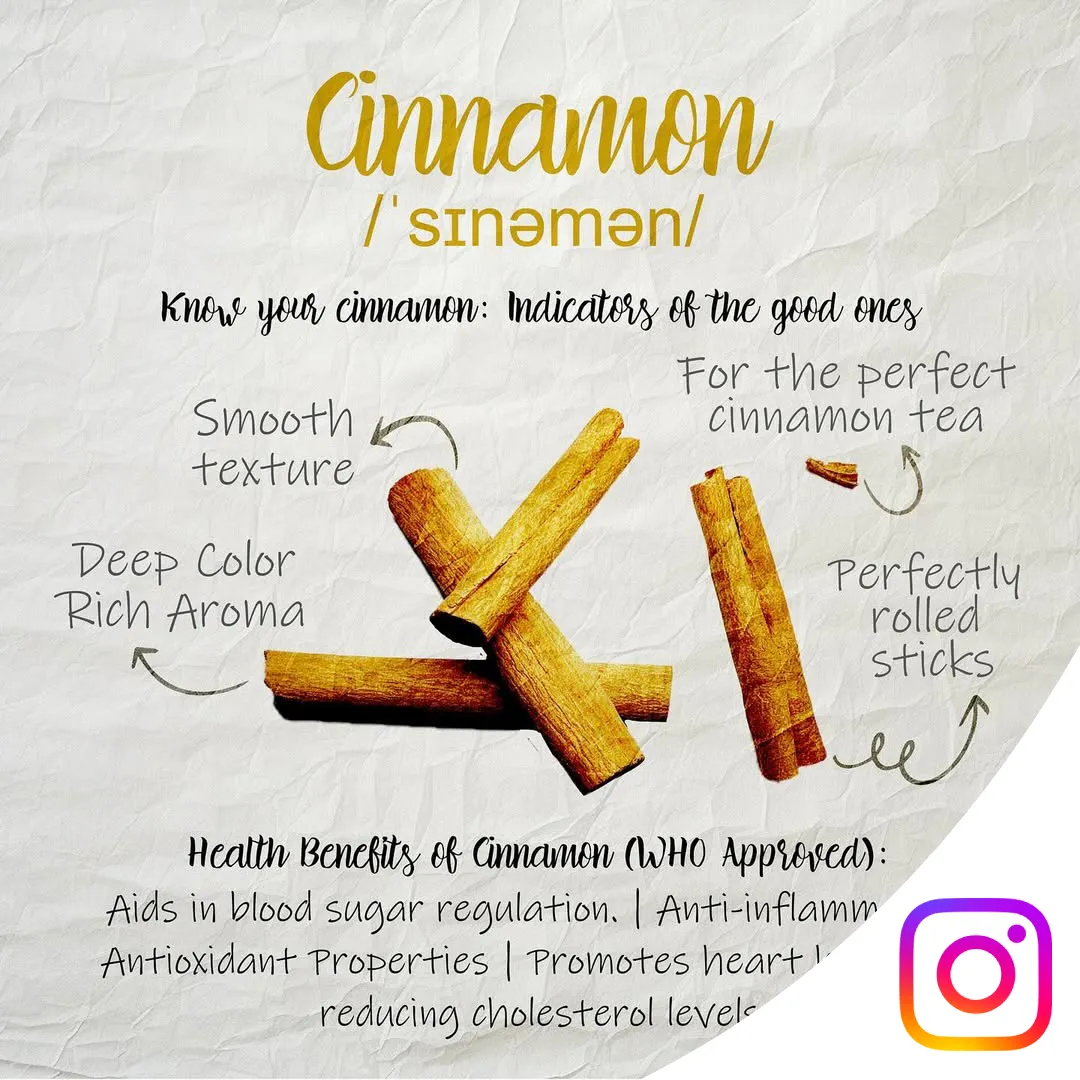 Cinnamon
/ˈsɪnəmən/
Know your cinnamon: Indicators of the good ones
For the perfect
cinnamon tea
Smooth
texture
Deep Color
Rich Aroma
Perfectly
rolled
sticks
Health Benefits of Cinnamon (WHO Approved):
Aids in blood sugar regulation. | Anti-inflamm
Antioxidant Properties | Promotes heart
reducing cholesterol levels